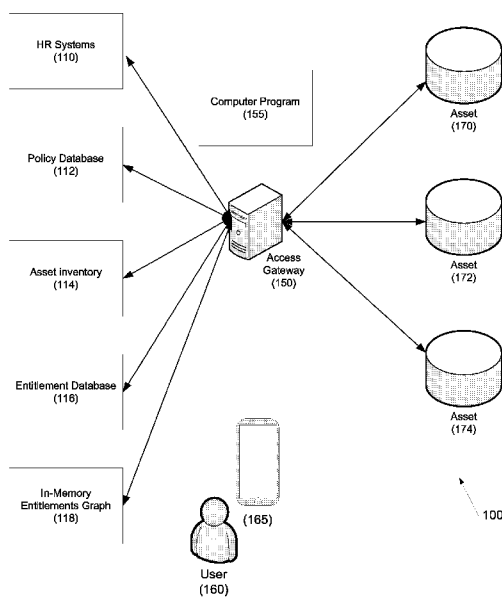 HR Systems
(110)
Computer Program
(155)
Asset
(170)
Policy Database
(112)
Asset inventory
(114)
Access
Gateway
(150)
Asset
(172)
Entitlement Database
(116)
Asset
(174)
In-Memory
Entitlements Graph
(118)
(165)
100
User
(160)